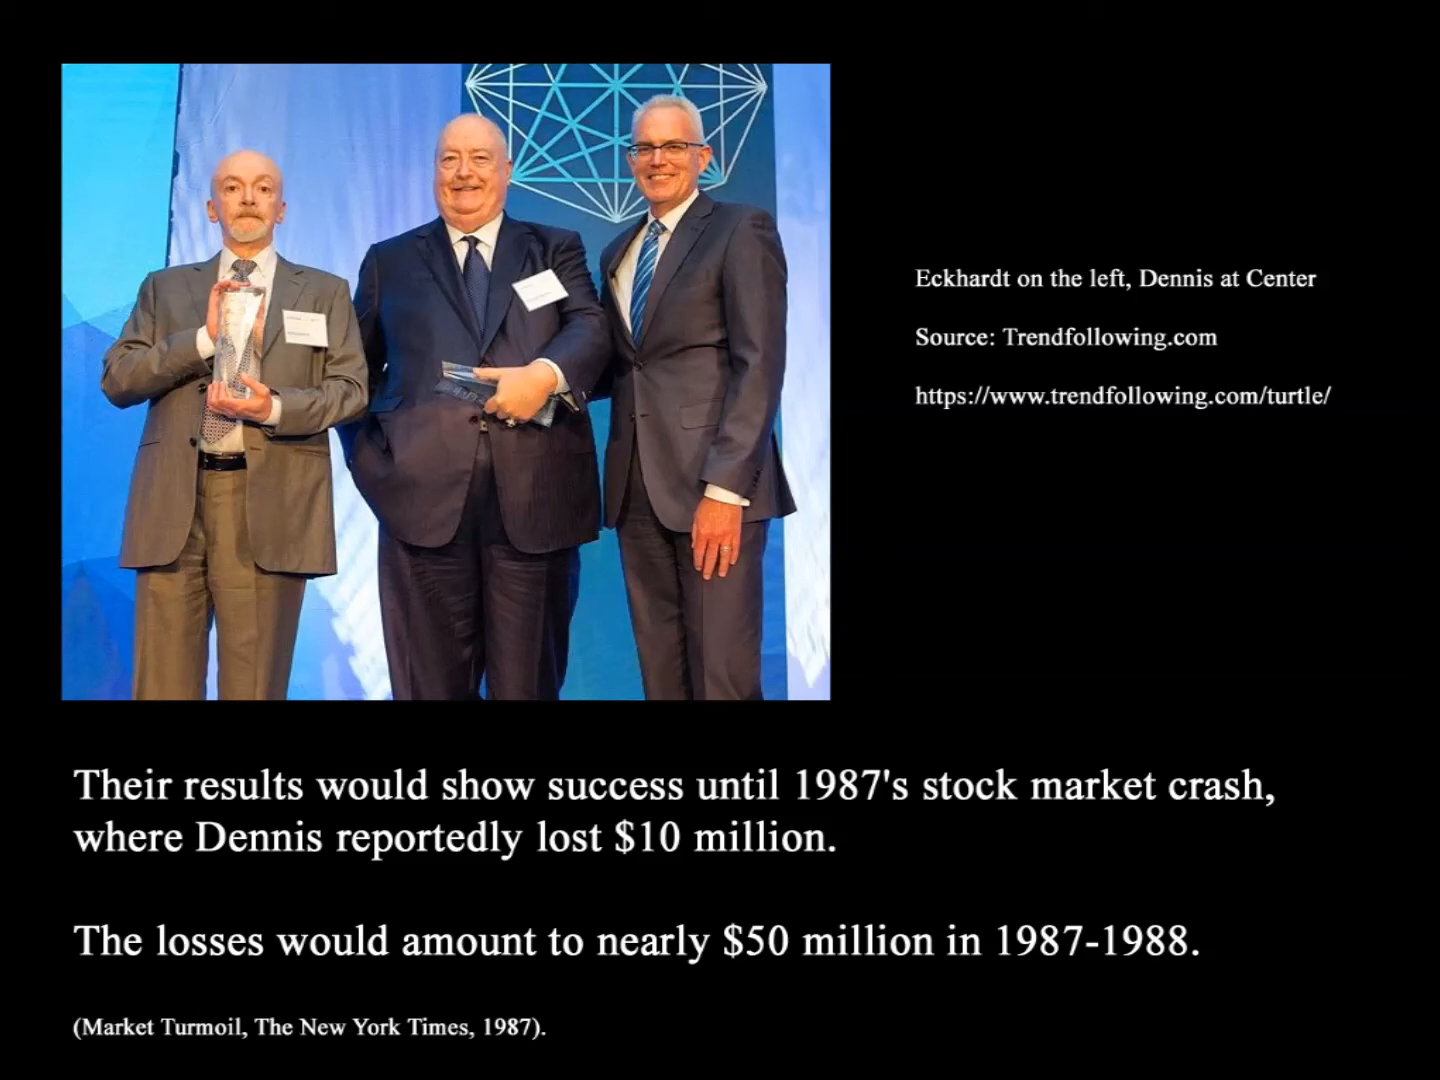 Eckhardt on the left, Dennis at Center
Source: Trendfollowing.com
https://www.trendfollowing.com/turtle/
Their results would show success until 1987's stock market crash,
where Dennis reportedly lost $10 million.
The losses would amount to nearly $50 million in 1987-1988.
(Market Turmoil, The New York Times, 1987).